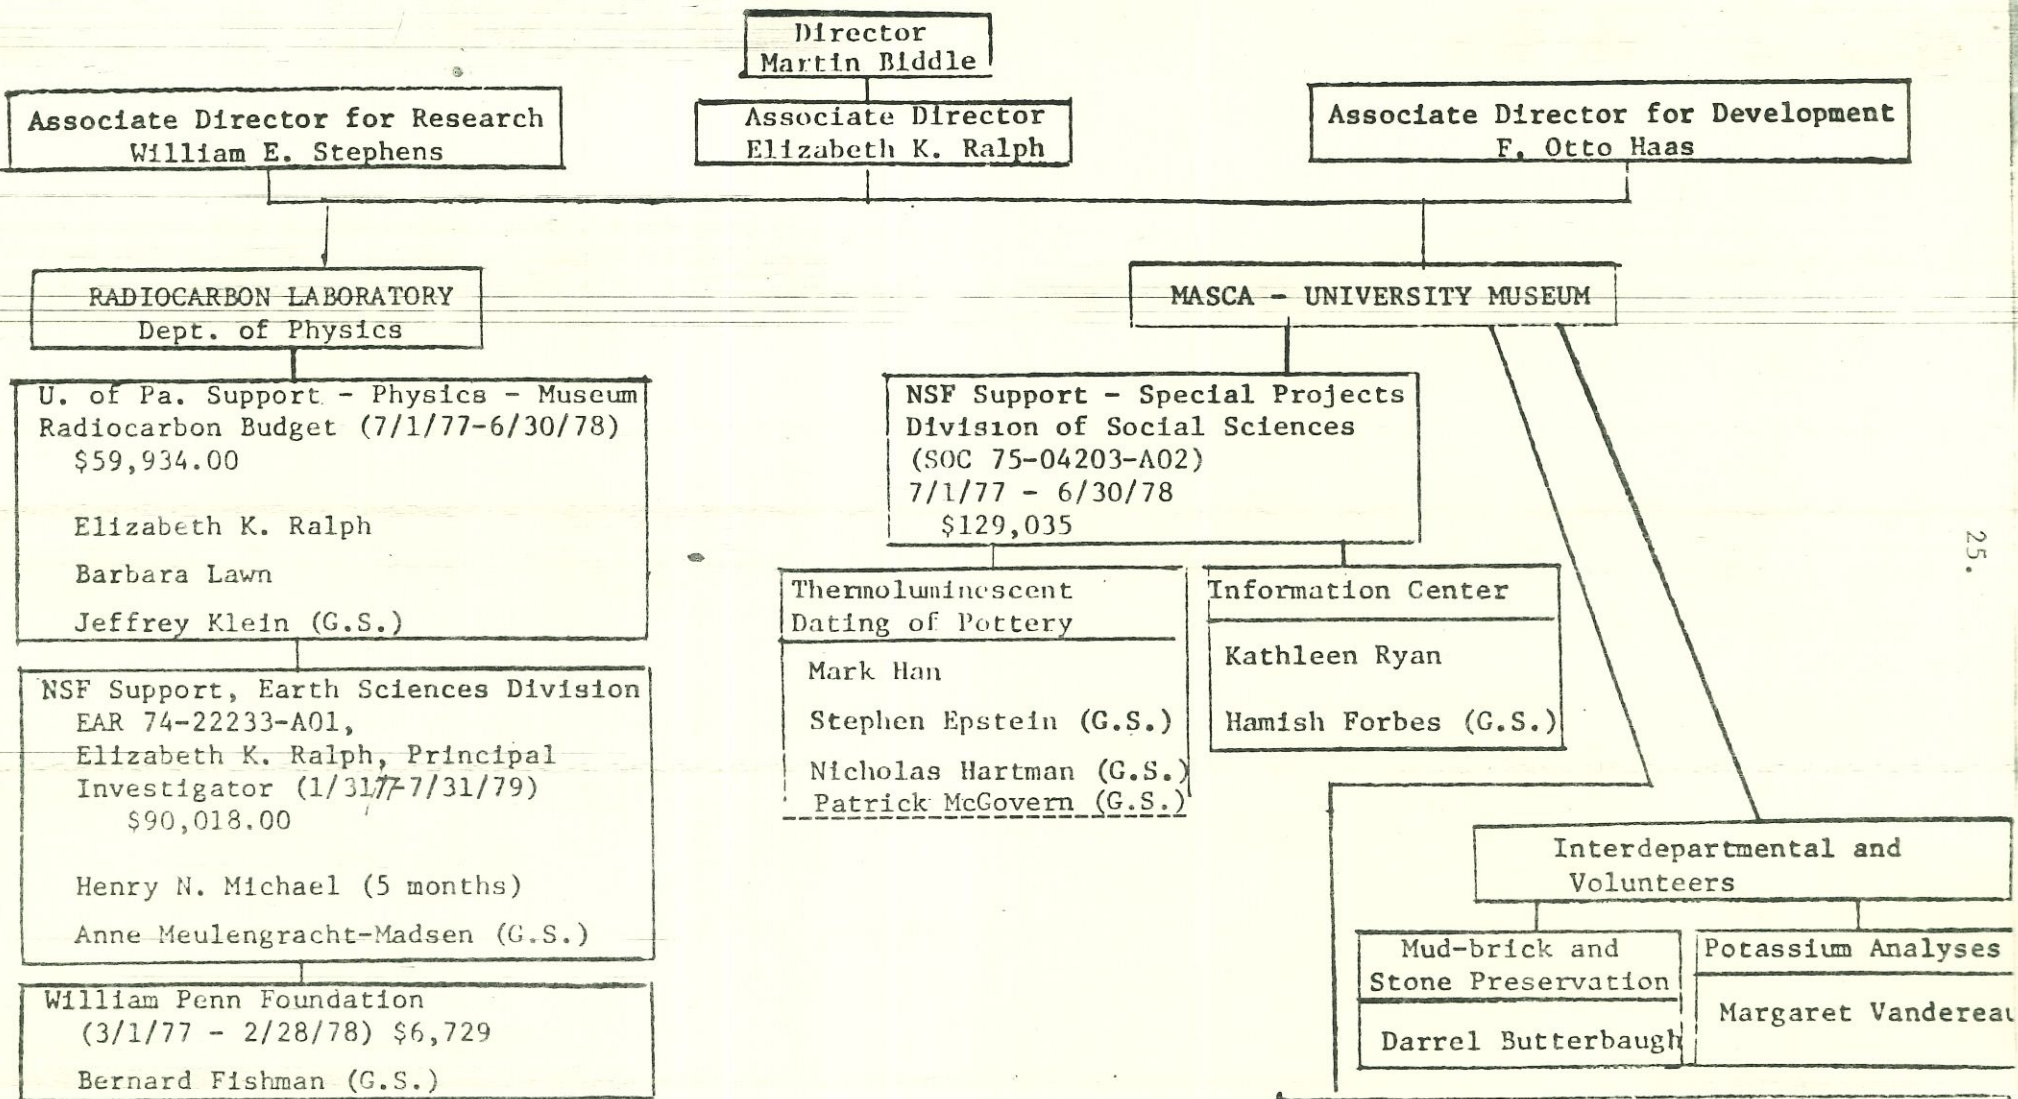 Director
Martin Biddle
Associate Director for Research
William E. Stephens
Associate Director
Elizabeth K. Ralph
Associate Director for Development
F. Otto Haas
RADIOCARBON LABORATORY
Dept. of Physics
U. of Pa. Support - Physics - Museum
Radiocarbon Budget (7/1/77-6/30/78)
$59,934.00
Elizabeth K. Ralph
Barbara Lawn
Jeffrey Klein (G.S.)
NSF Support, Earth Sciences Division
EAR 74-22233-A01,
Elizabeth K. Ralph, Principal
Investigator (1/31/77-7/31/79)
$90,018.00
Henry N. Michael (5 months)
Anne Meulengracht-Madsen (G.S.)
William Penn Foundation
(3/1/77 - 2/28/78) $6,729
Bernard Fishman (G.S.)
MASCA - UNIVERSITY MUSEUM
NSF Support - Special Projects
Division of Social Sciences
(SOC 75-04203-A02)
7/1/77 - 6/30/78
$129,035
Thermoluminescent
Dating of Pottery
Mark Han
Stephen Epstein (G.S.)
Nicholas Hartman (G.S.)
Patrick McGovern (G.S.)
Information Center
Kathleen Ryan
Hamish Forbes (G.S.)
Interdepartmental and
Volunteers
Mud-brick and
Stone Preservation
Darrel Butterbaugh
Potassium Analyses
Margaret
25.